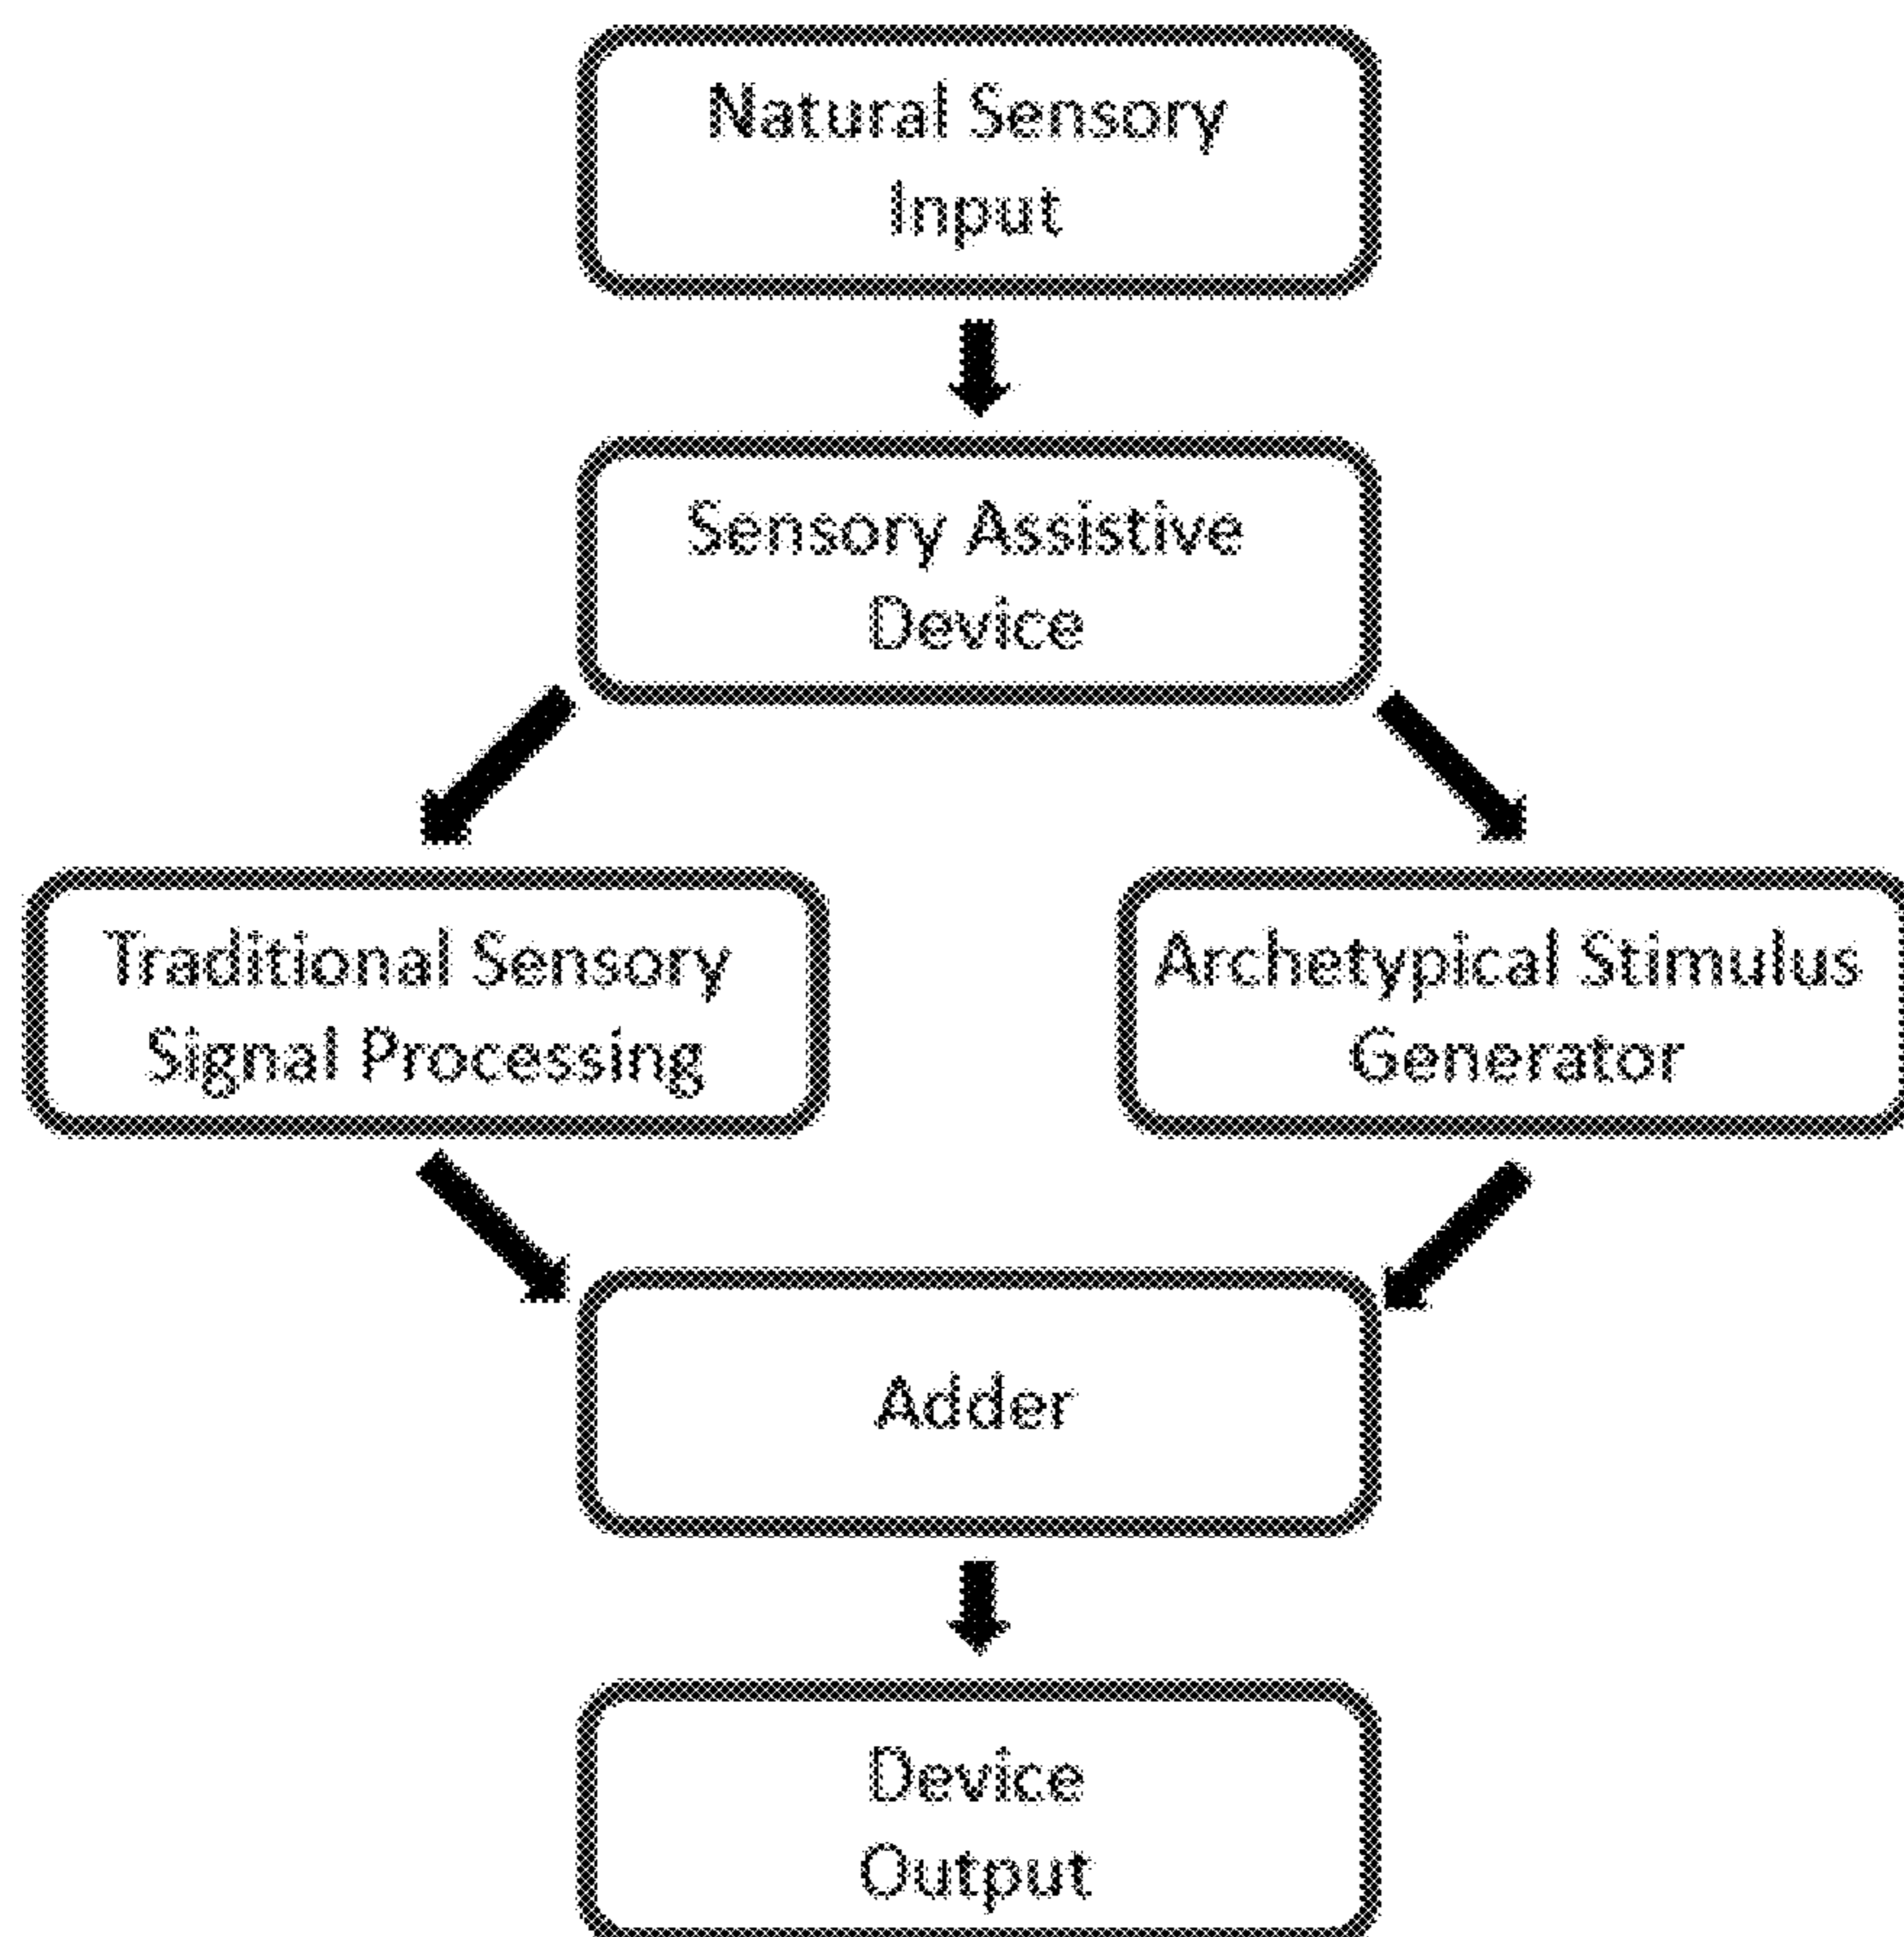 Natural Sensory
Input
Sensory Assistive
Device
Traditional Sensory
Signal Processing
Archetypical Stimulus
Generator
Adder
Device
Output